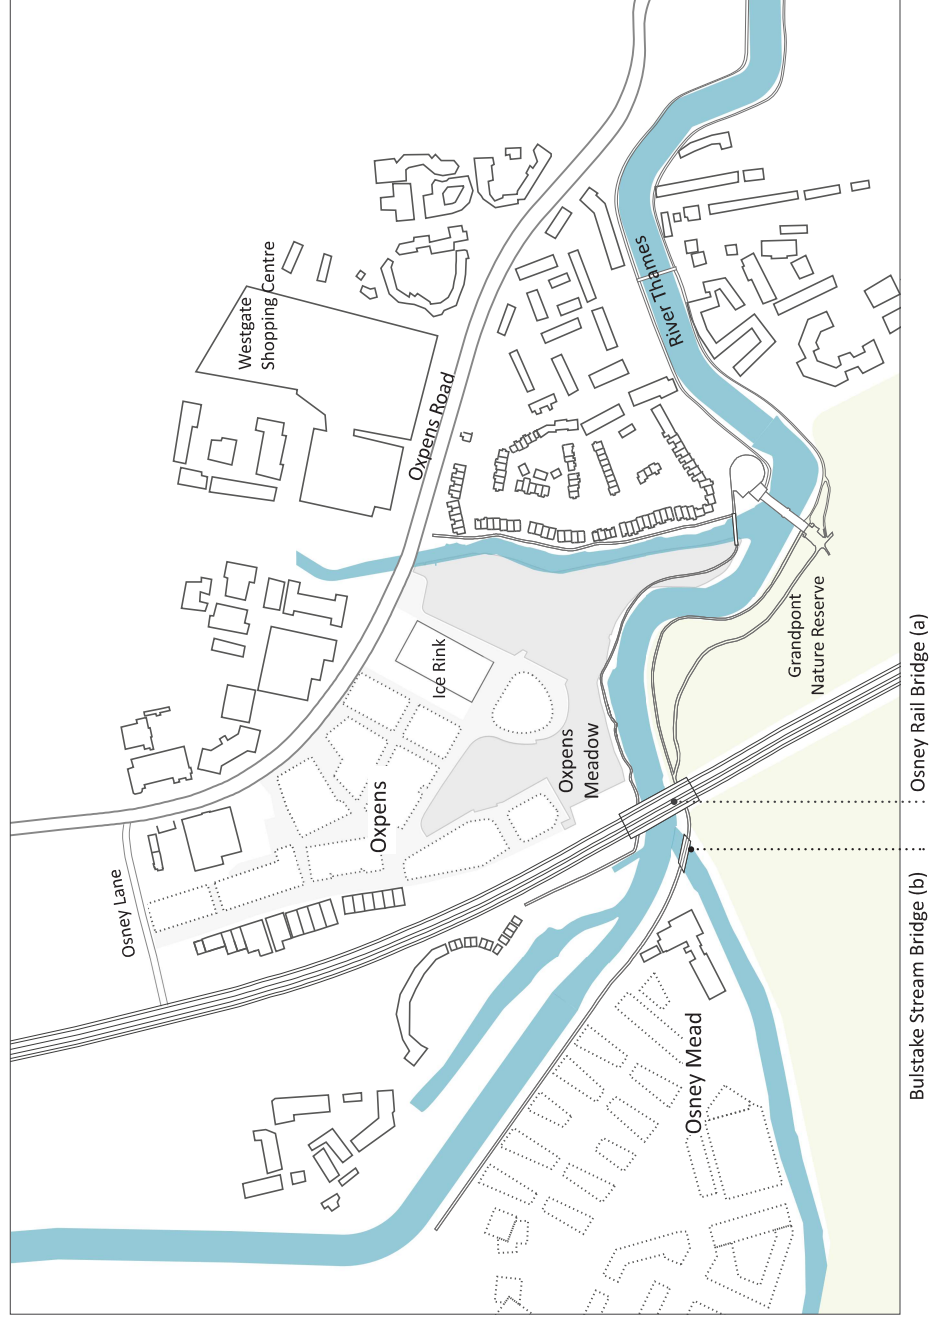 Westgate
Shopping Centre
Oxpens Road
River Thames
Ice Rink
Grandpont
Nature Reserve
Oxpens
Meadow
Oxpens
Osney Lane
Osney Mead
Osney Rail Bridge (a)
Bulstake Stream Bridge (b)